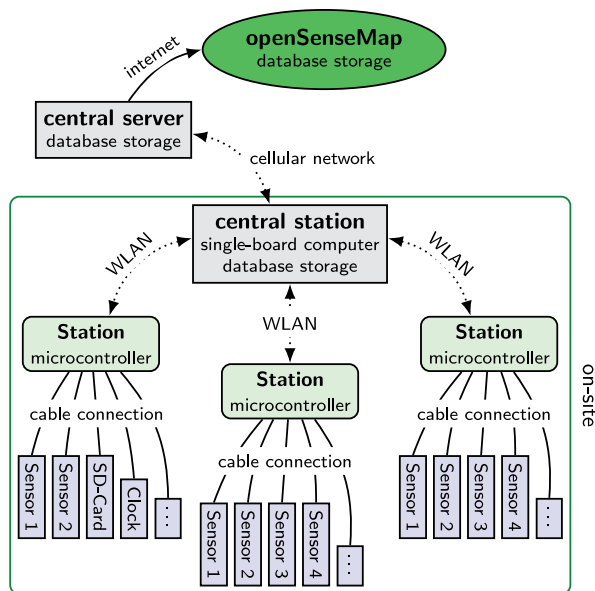 openSenseMap
database storage
internet
central server
database storage
cellular network
central station
single-board computer
database storage
WLAN
WLAN
WLAN
Station
microcontroller
cable connection
Sensor 1
Sensor 2
SD-Card
Clock
...
Station
microcontroller
cable connection
Sensor 1
Sensor 2
Sensor 3
Sensor 4
...
Station
microcontroller
cable connection
Sensor 1
Sensor 2
Sensor 3
Sensor 4
...
on-site